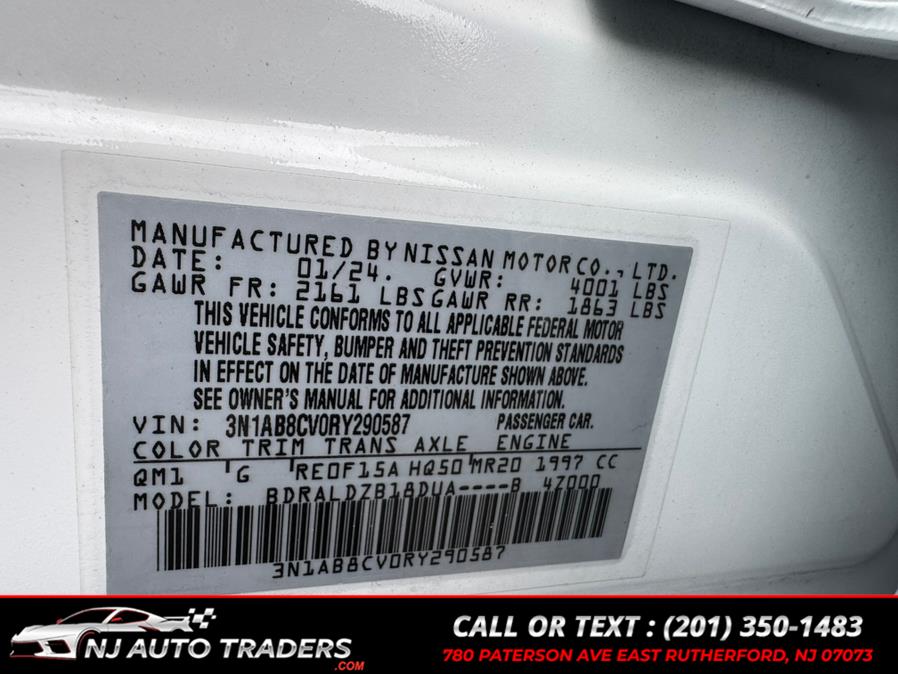 MANUFACTURED BY NISSAN MOTOR CO., LTD.
DATE: 01/24. GVWR: 4001 LBS
GAWR FR: 2161 LBS GAWR RR: 1863 LBS
THIS VEHICLE CONFORMS TO ALL APPLICABLE FEDERAL MOTOR
VEHICLE SAFETY, BUMPER AND THEFT PREVENTION STANDARDS
IN EFFECT ON THE DATE OF MANUFACTURE SHOWN ABOVE.
SEE OWNER'S MANUAL FOR ADDITIONAL INFORMATION.
VIN: 3N1AB8CV0RY290587 PASSENGER CAR.
COLOR TRIM TRANS AXLE ENGINE
QM1 'G 'RE0F15A HQ50'MR20 1997 CC
MODEL: BDRALDZB18DUA----B 4Z000
3N1AB8CV0RY290587
NJ AUTO TRADERS
.COM
CALL OR TEXT : (201) 350-1483
780 PATERSON AVE EAST RUTHERFORD, NJ 07073